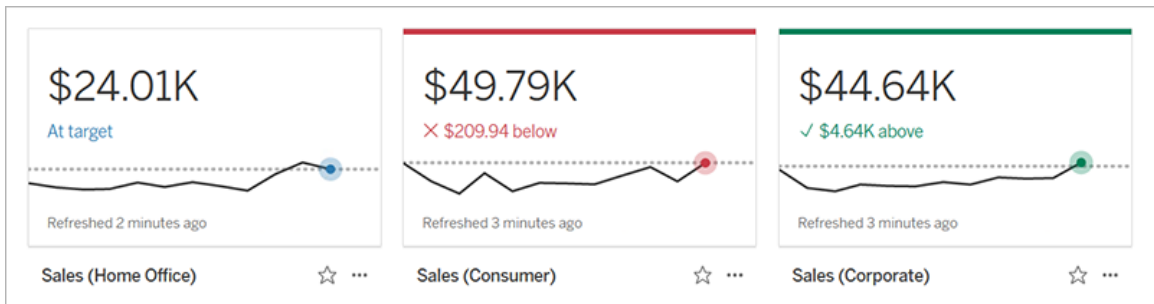 $24.01K
At target
Refreshed 2 minutes ago
Sales (Home Office)
$49.79K
$209.94 below
Refreshed 3 minutes ago
Sales (Consumer)
$44.64K
$4.64K above
Refreshed 3 minutes ago
Sales (Corporate)